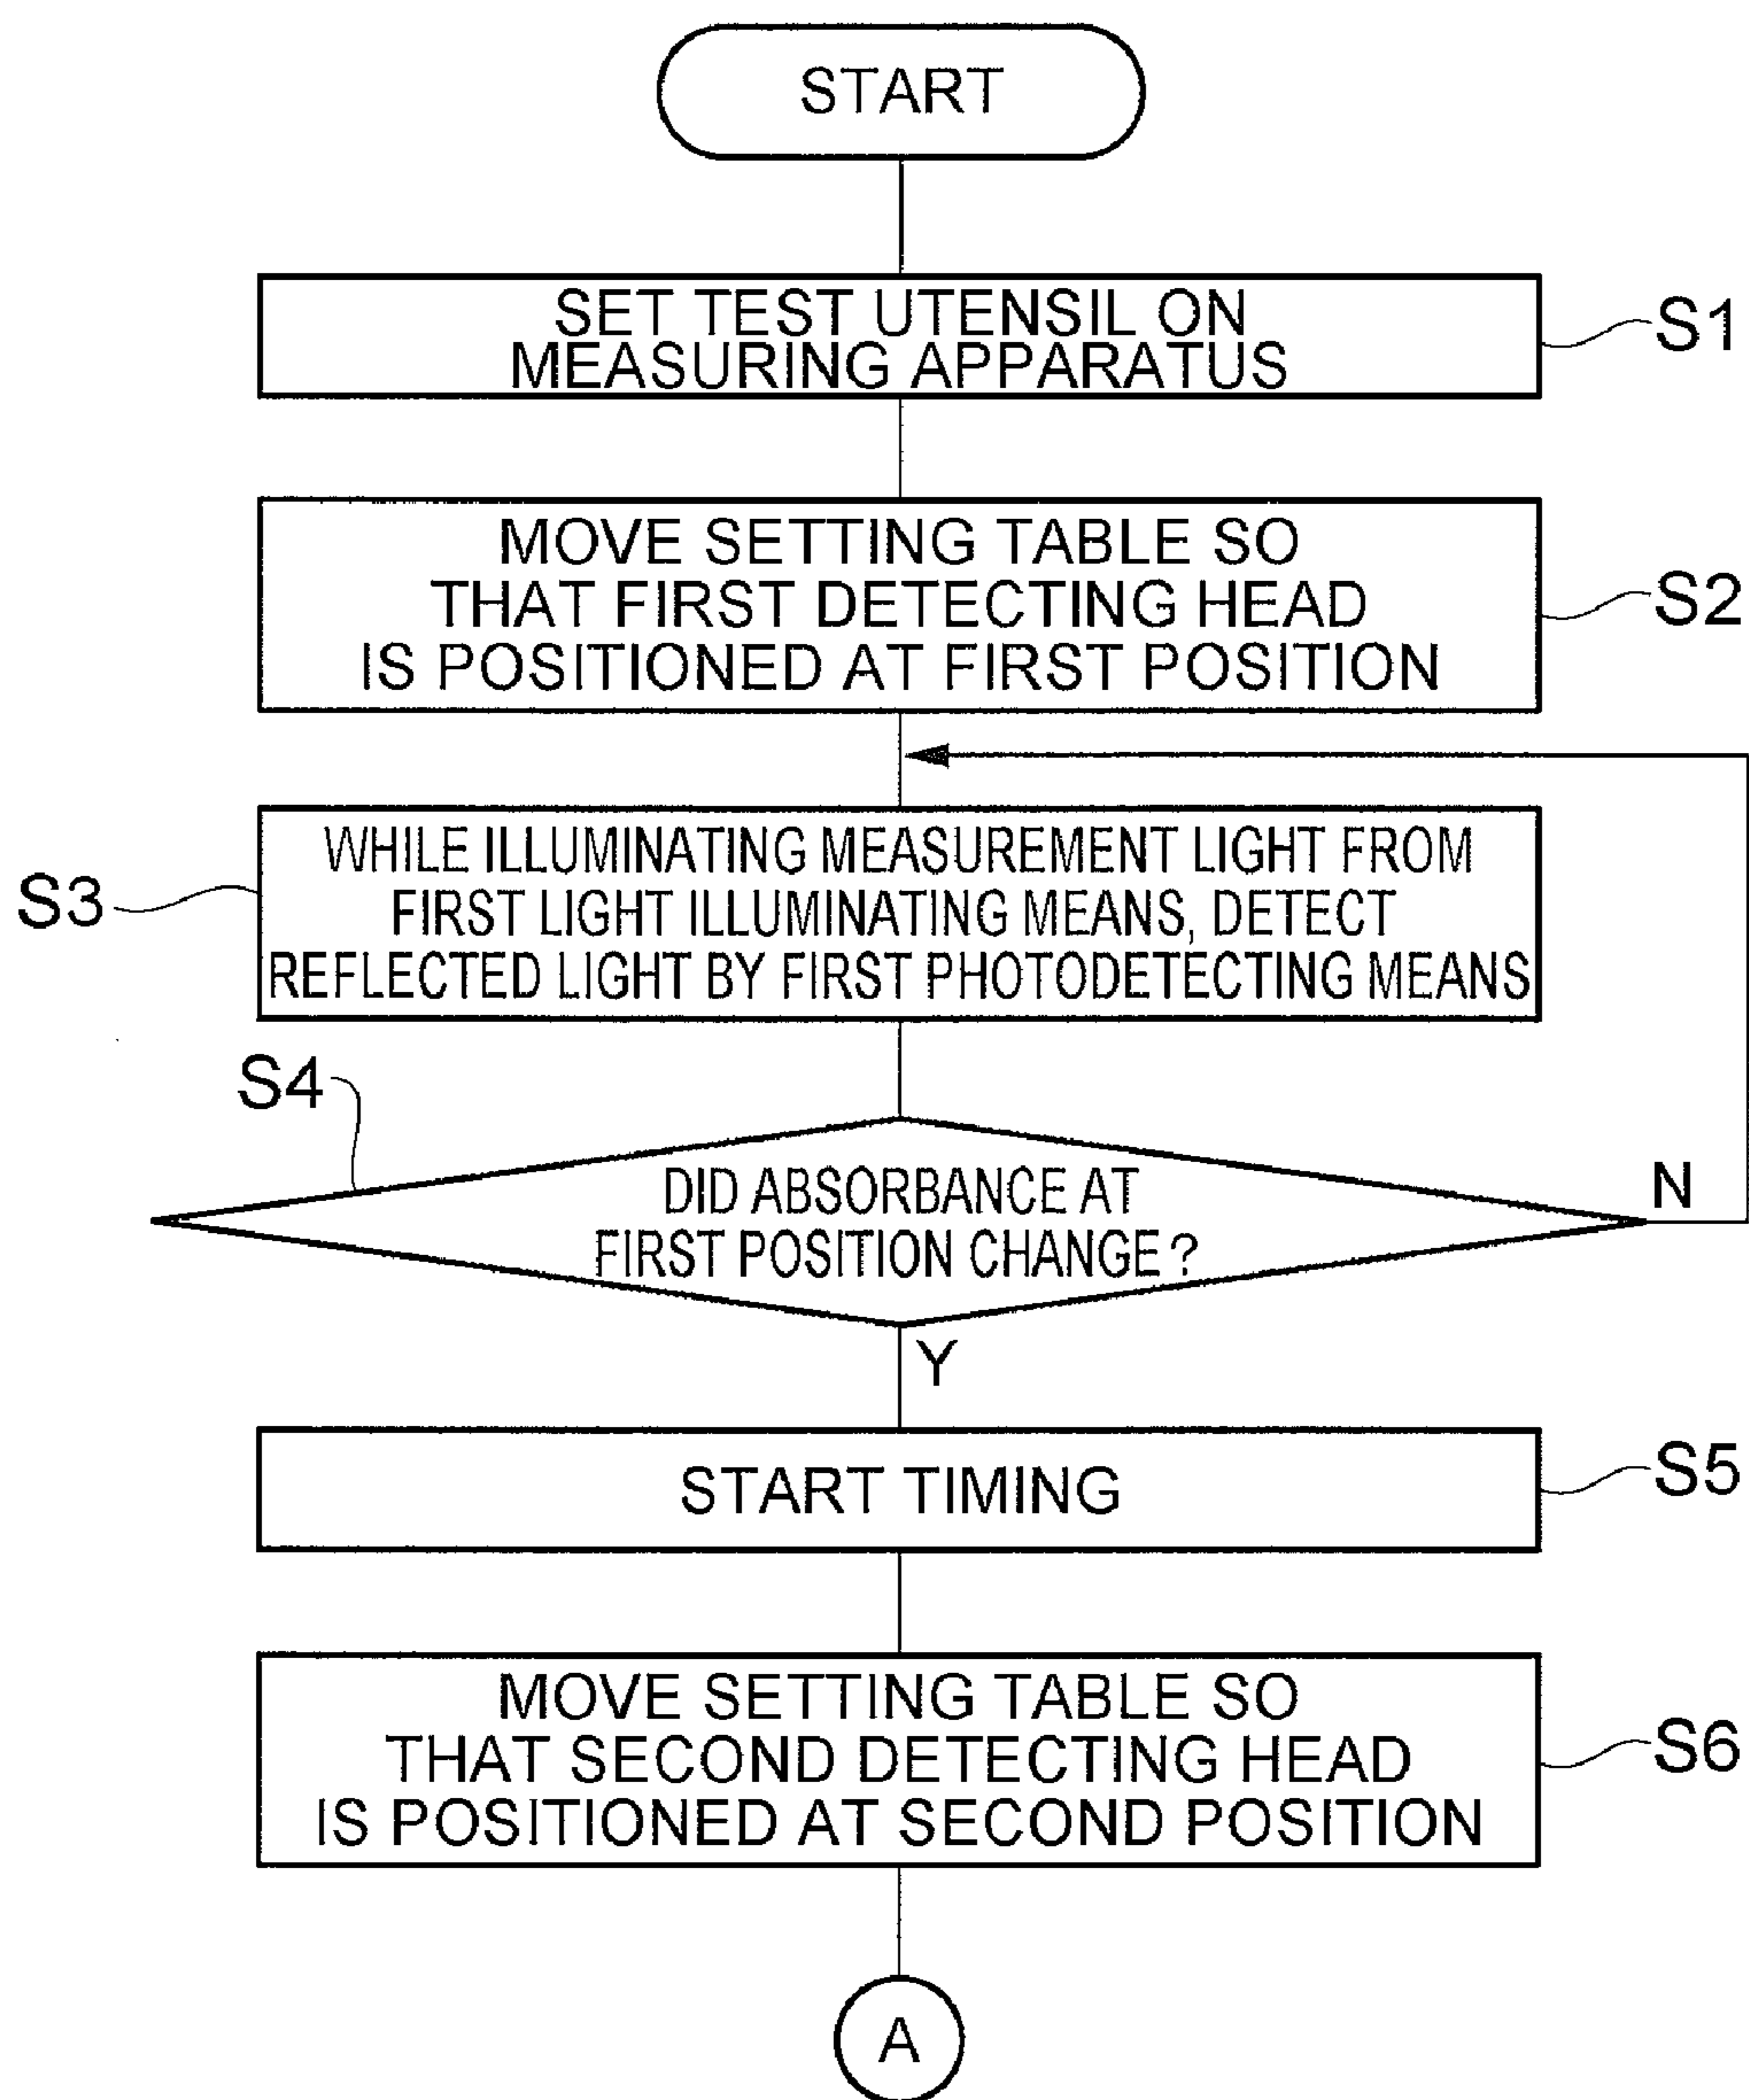 START
SET TEST UTENSIL ON
MEASURING APPARATUS
S1
MOVE SETTING TABLE SO
THAT FIRST DETECTING HEAD
IS POSITIONED AT FIRST POSITION
S2
WHILE ILLUMINATING MEASUREMENT LIGHT FROM
FIRST LIGHT ILLUMINATING MEANS, DETECT
REFLECTED LIGHT BY FIRST PHOTODETECTING MEANS
S3
S4
DID ABSORBANCE AT
FIRST POSITION CHANGE?
N
Y
START TIMING
S5
MOVE SETTING TABLE SO
THAT SECOND DETECTING HEAD
IS POSITIONED AT SECOND POSITION
S6
A